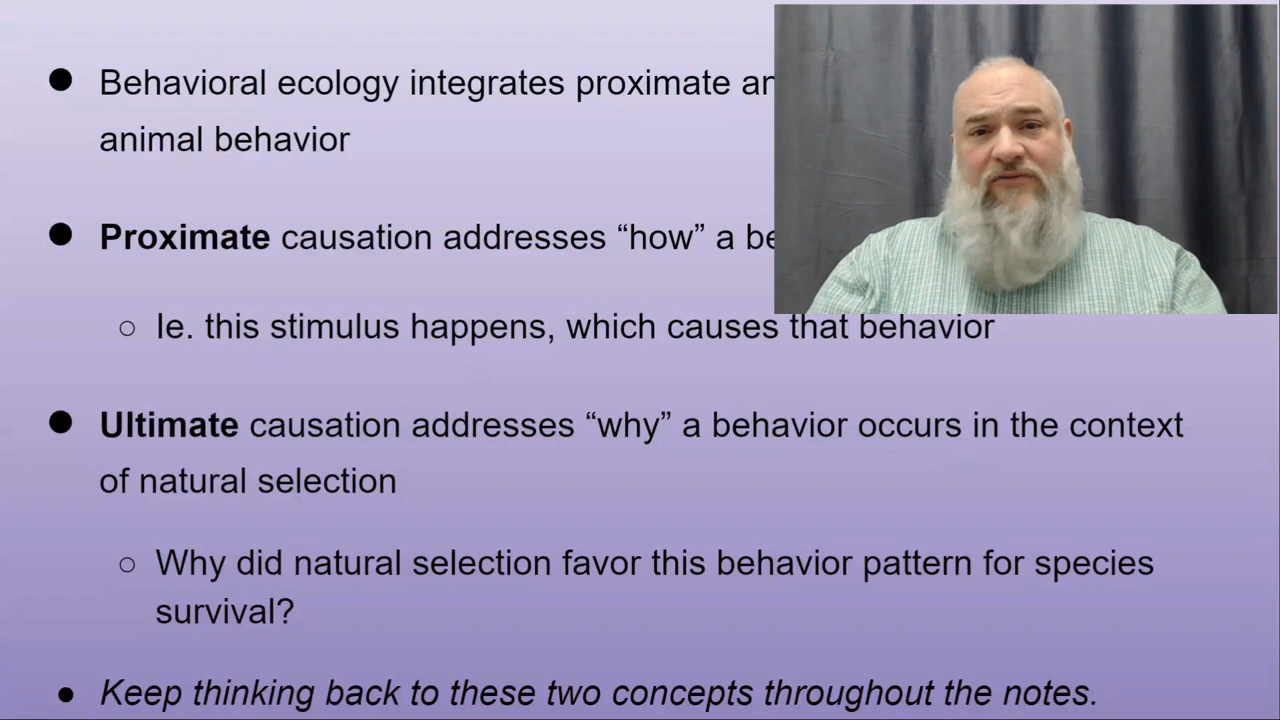 ● Behavioral ecology integrates proximate an
animal behavior
● Proximate causation addresses “how” a be
○ Ie. this stimulus happens, which causes that behavior
● Ultimate causation addresses “why” a behavior occurs in the context
of natural selection
○ Why did natural selection favor this behavior pattern for species
survival?
● Keep thinking back to these two concepts throughout the notes.